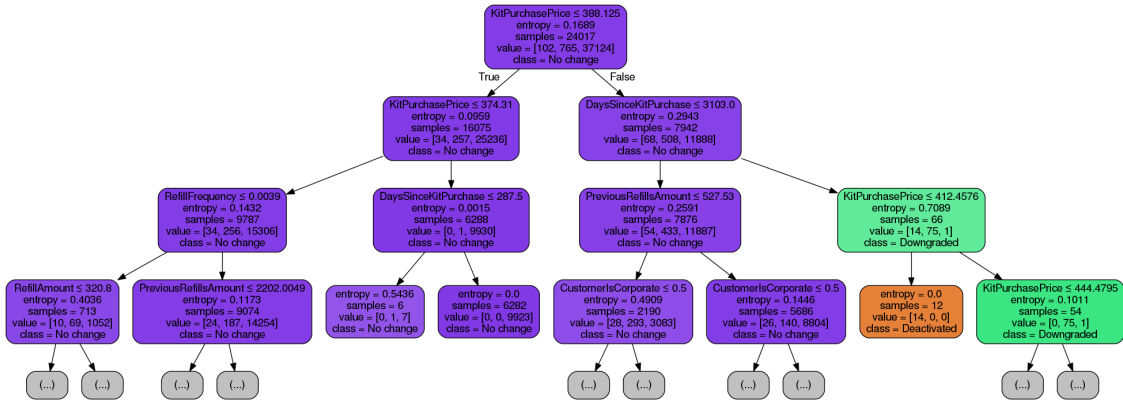 KitPurchasePrice ≤ 388.125
entropy = 0.1689
samples = 24017
value = [102, 765, 37124]
class = No change
True
False
KitPurchasePrice ≤ 374.31
entropy = 0.0959
samples = 16075
value = [34, 257, 25236]
class = No change
DaysSinceKitPurchase ≤ 3103.0
entropy = 0.2943
samples = 7942
value = [68, 508, 11888]
class = No change
RefillFrequency ≤ 0.0039
entropy = 0.1432
samples = 9787
value = [34, 256, 15306]
class = No change
DaysSinceKitPurchase ≤ 287.5
entropy = 0.0015
samples = 6288
value = [0, 1, 9930]
class = No change
PreviousRefillsAmount ≤ 527.53
entropy = 0.2591
samples = 7876
value = [54, 433, 11887]
class = No change
KitPurchasePrice ≤ 412.4576
entropy = 0.7089
samples = 66
value = [14, 75, 1]
class = Downgraded
RefillAmount ≤ 320.8
entropy = 0.4036
samples = 713
value = [10, 69, 1052]
class = No change
PreviousRefillsAmount ≤ 2202.0049
entropy = 0.1173
samples = 9074
value = [24, 187, 14254]
class = No change
entropy = 0.5436
samples = 6
value = [0, 1, 7]
class = No change
entropy = 0.0
samples = 6282
value = [0, 0, 9923]
class = No change
CustomerIsCorporate ≤ 0.5
entropy = 0.4909
samples = 2190
value = [28, 293, 3083]
class = No change
CustomerIsCorporate ≤ 0.5
entropy = 0.1446
samples = 5686
value = [26, 140, 8804]
class = No change
entropy = 0.0
samples = 12
value = [14, 0, 0]
class = Deactivated
KitPurchasePrice ≤ 444.4795
entropy = 0.1011
samples = 54
value = [0, 75, 1]
class = Downgraded
(...)
(...)
(...)
(...)
(...)
(...)
(...)
(...)
(...)
(...)